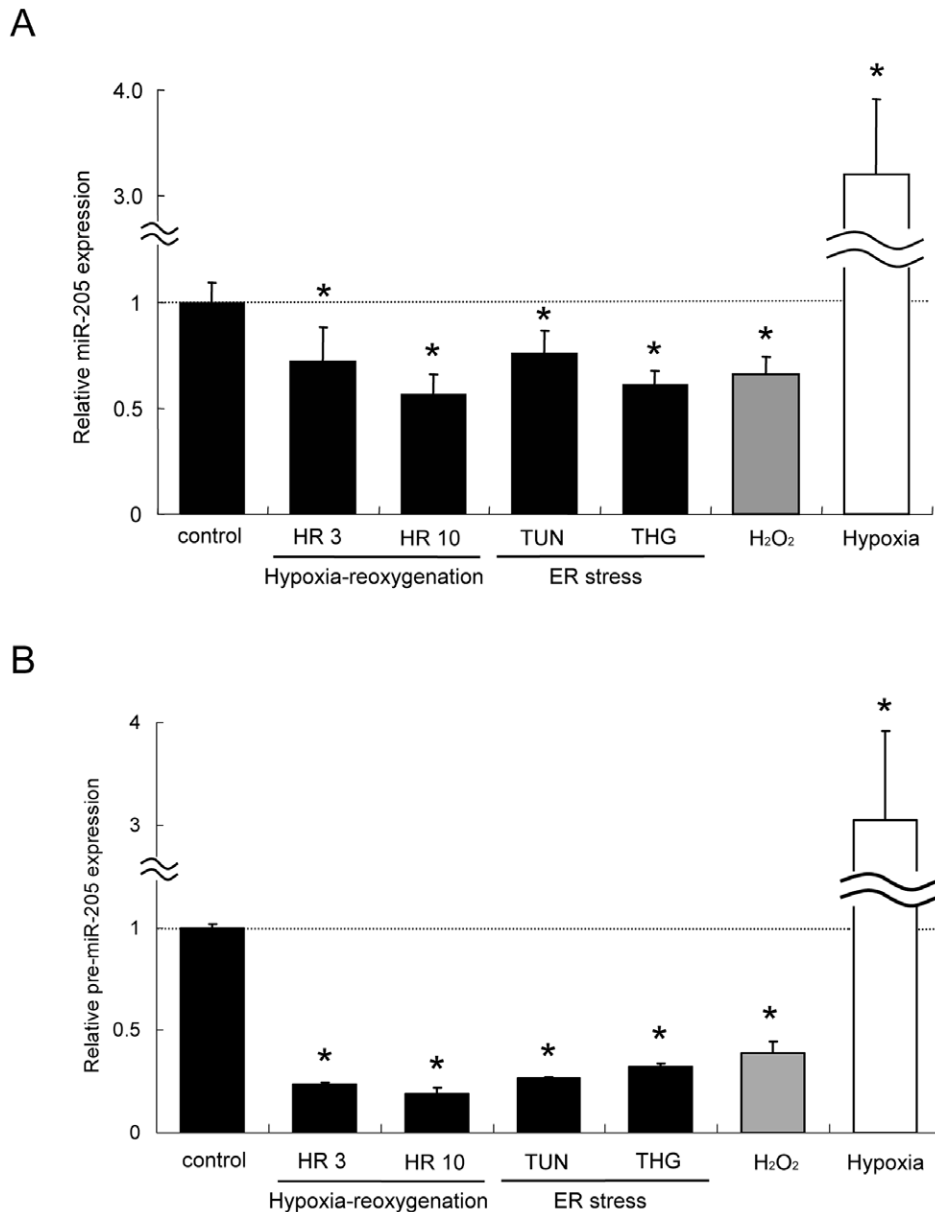 A
Relative miR-205 expression
4.0
3.0
1
0.5
0
* * * * * *
control HR 3 HR 10 TUN THG H₂O₂ Hypoxia
Hypoxia-reoxygenation ER stress
B
Relative pre-miR-205 expression
4
3
1
0.5
0
* * * * * *
control HR 3 HR 10 TUN THG H₂O₂ Hypoxia
Hypoxia-reoxygenation ER stress